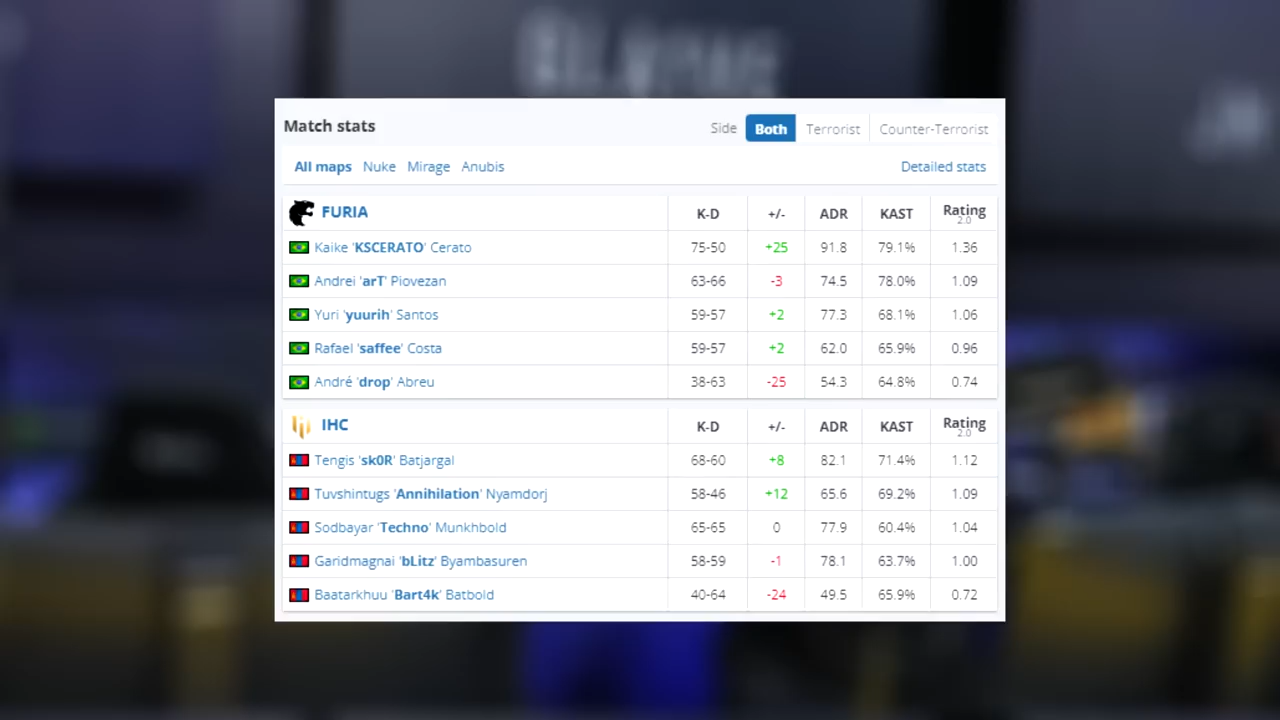 Match stats Side Both Terrorist Counter-Terrorist
All maps Nuke Mirage Anubis Detailed stats
FURIA K-D +/- ADR KAST Rating 2.0
Kaike 'KSCERATO' Cerato 75-50 +25 91.8 79.1% 1.36
Andrei 'arT' Piovezan 63-66 -3 74.5 78.0% 1.09
Yuri 'yuurih' Santos 59-57 +2 77.3 68.1% 1.06
Rafael 'saffee' Costa 59-57 +2 62.0 65.9% 0.96
André 'drop' Abreu 38-63 -25 54.3 64.8% 0.74
IHC K-D +/- ADR KAST Rating 2.0
Tengis 'sk0R' Batjargal 68-60 +8 82.1 71.4% 1.12
Tuvshintugs 'Annihilation' Nyamdorj 58-46 +12 65.6 69.2% 1.09
Sodbayar 'Techno' Munkhbold 65-65 0 77.9 60.4% 1.04
Garidmagnai 'bLitz' Byambasuren 58-59 -1 78.1 63.7% 1.00
Baatarkhuu 'Bart4k' Batbold 40-64 -24 49.5 65.9% 0.72